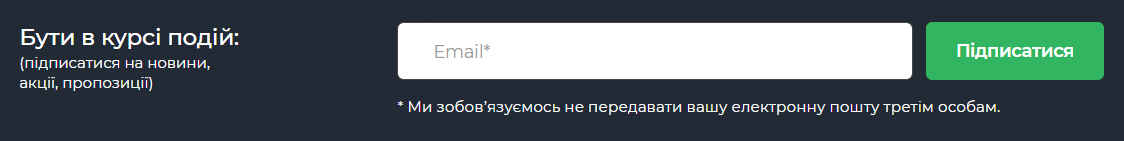 Бути в курсі подій:
(підписатися на новини,
акції, пропозиції)
Email*
Підписатися
* Ми зобов’язуємось не передавати вашу електронну пошту третім особам.